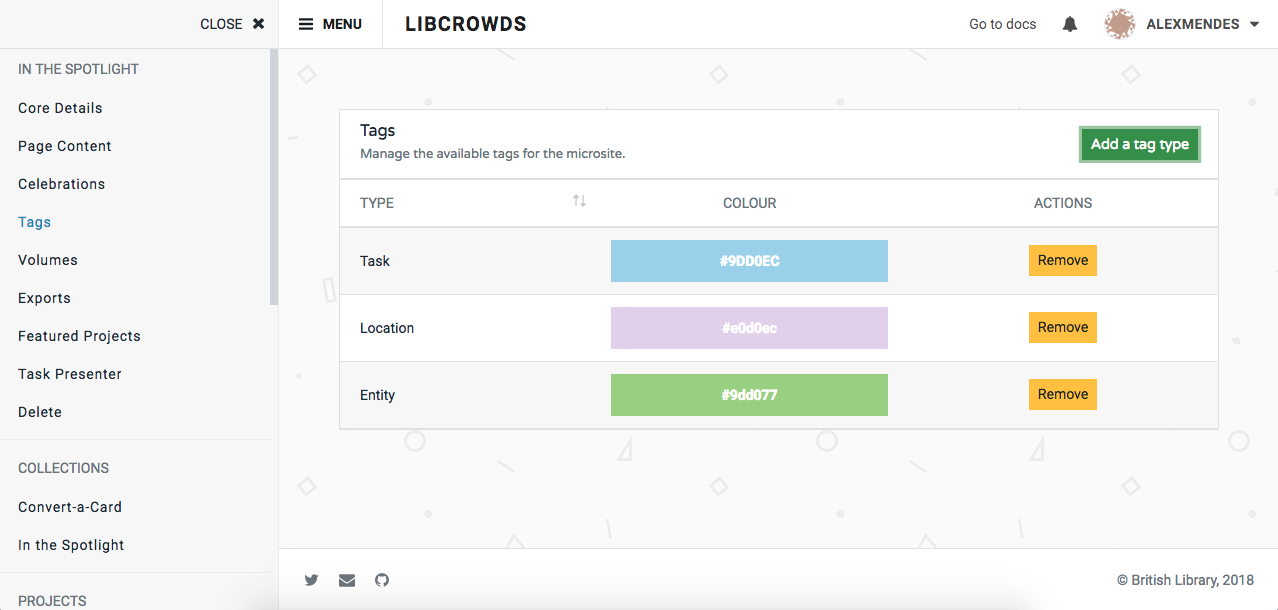 CLOSE ✖
MENU
LIBCROWDS
Go to docs
ALEXMENDES
IN THE SPOTLIGHT
Core Details
Page Content
Celebrations
Tags
Volumes
Exports
Featured Projects
Task Presenter
Delete
COLLECTIONS
Convert-a-Card
In the Spotlight
PROJECTS
Tags
Manage the available tags for the microsite.
Add a tag type
TYPE COLOUR ACTIONS
Task #9DD0EC Remove
Location #e0d0ec Remove
Entity #9dd077 Remove
© British Library, 2018